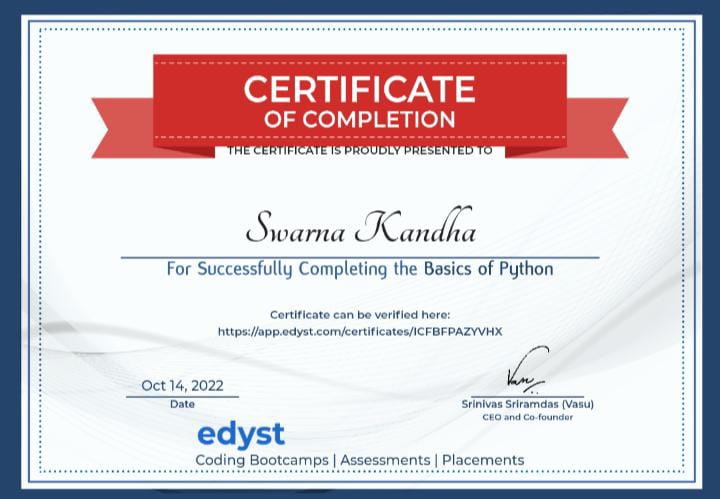 CERTIFICATE
OF COMPLETION
THE CERTIFICATE IS PROUDLY PRESENTED TO
Swarna Kandha
For Successfully Completing the Basics of Python
Certificate can be verified here:
https://app.edyst.com/certificates/ICFBFPAZYVHX
Oct 14, 2022
Date
Vasu
Srinivas Sriramdas (Vasu)
CEO and Co-founder
edyst
Coding Bootcamps | Assessments | Placements